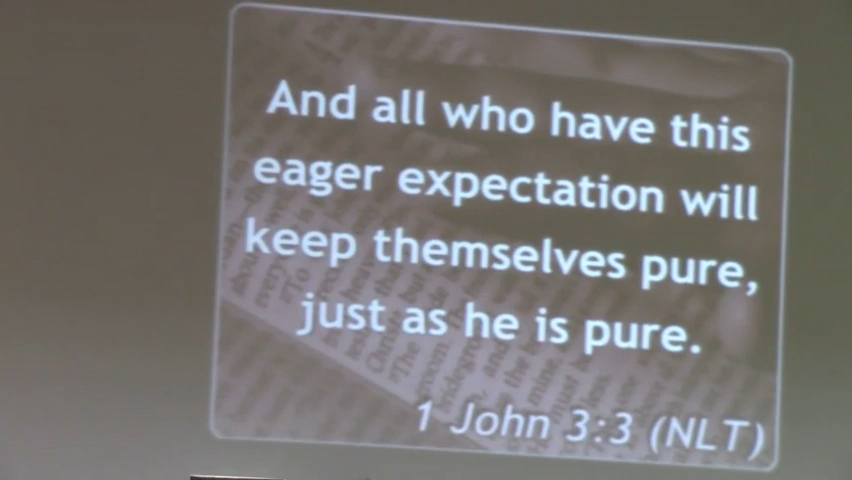 And all who have this
eager expectation will
keep themselves pure,
just as he is pure.
1 John 3:3 (NLT)